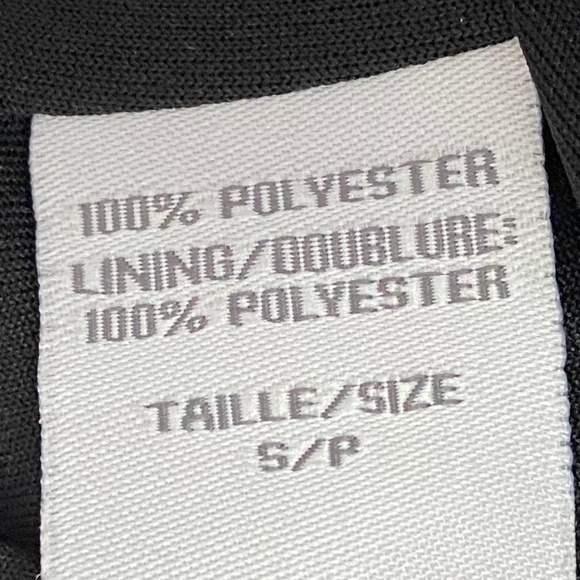 100% POLYESTER
LINING/DOUBLURE:
100% POLYESTER
TAILLE/SIZE
S/P